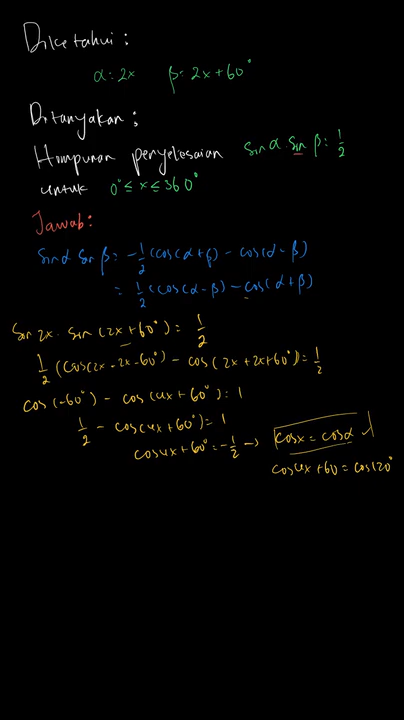 Diketahui:
α: 2x β: 2x + 60°
Ditanyakan:
Himpunan penyelesaian sin α . sin β = 1/2
untuk 0° ≤ x ≤ 360°
Jawab:
sin α sin β = -1/2 (cos(α+β) - cos(α-β))
= 1/2 (cos(α-β) - cos(α+β)
sin 2x . sin (2x + 60°) = 1/2
1/2 (cos(2x - 2x - 60°) - cos (2x + 2x + 60°) = 1/2
cos (-60°) - cos (4x + 60°) = 1
1/2 - cos(4x + 60°) = 1
cos 4x + 60° = -1/2 → cos x = cos α
cos 4x + 60 = cos 120°